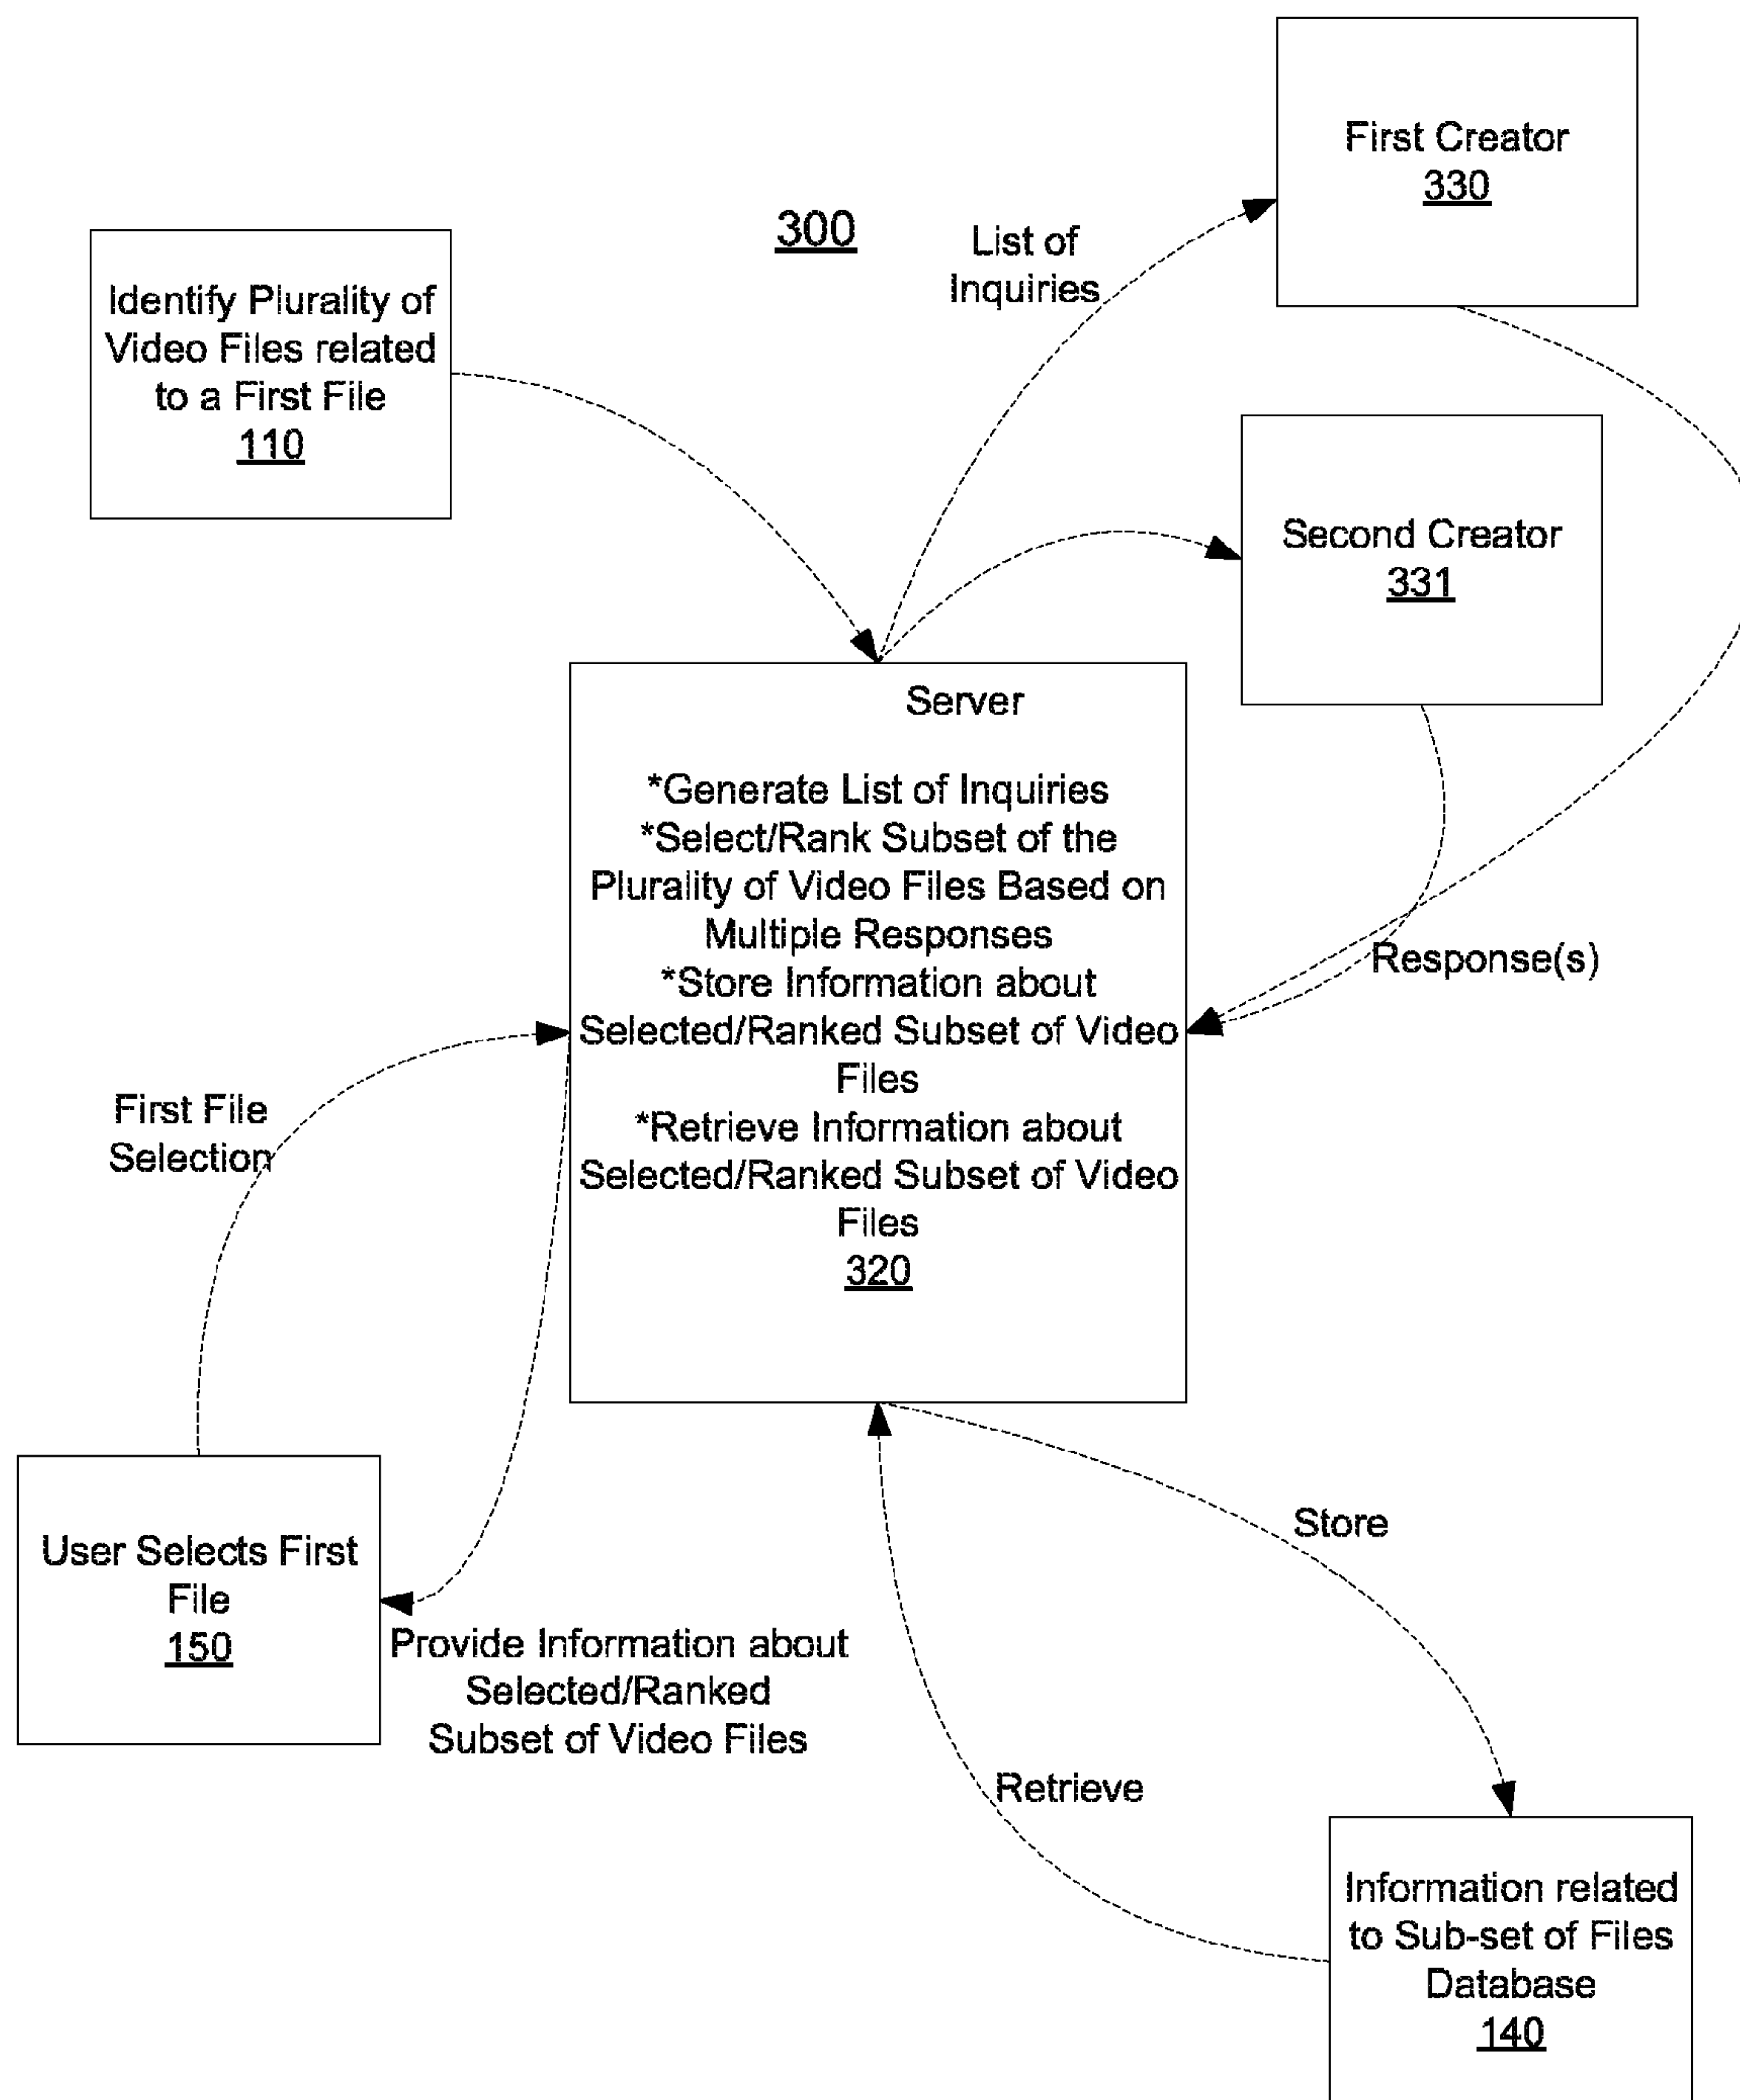 First Creator
330
300
List of
Inquiries
Identify Plurality of
Video Files related
to a First File
110
Second Creator
331
Server
*Generate List of Inquiries
*Select/Rank Subset of the
Plurality of Video Files Based on
Multiple Responses
*Store Information about
Selected/Ranked Subset of Video
Files
*Retrieve Information about
Selected/Ranked Subset of Video
Files
320
Response(s)
First File
Selection
User Selects First
File
150
Provide Information about
Selected/Ranked
Subset of Video Files
Store
Retrieve
Information related
to Sub-set of Files
Database
140